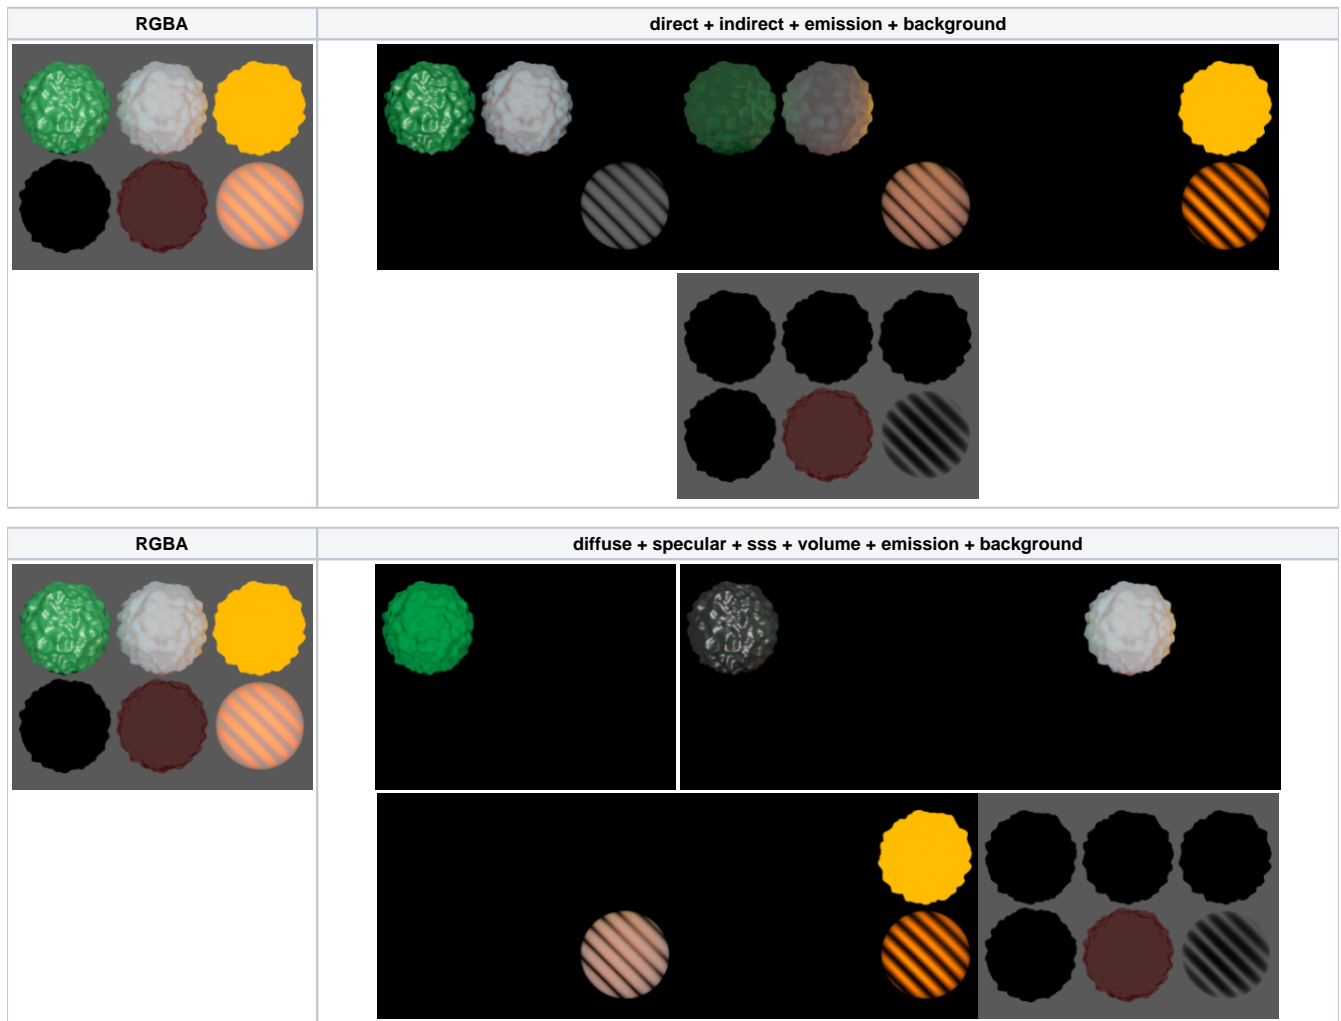 RGBA
direct + indirect + emission + background
RGBA
diffuse + specular + sss + volume + emission + background